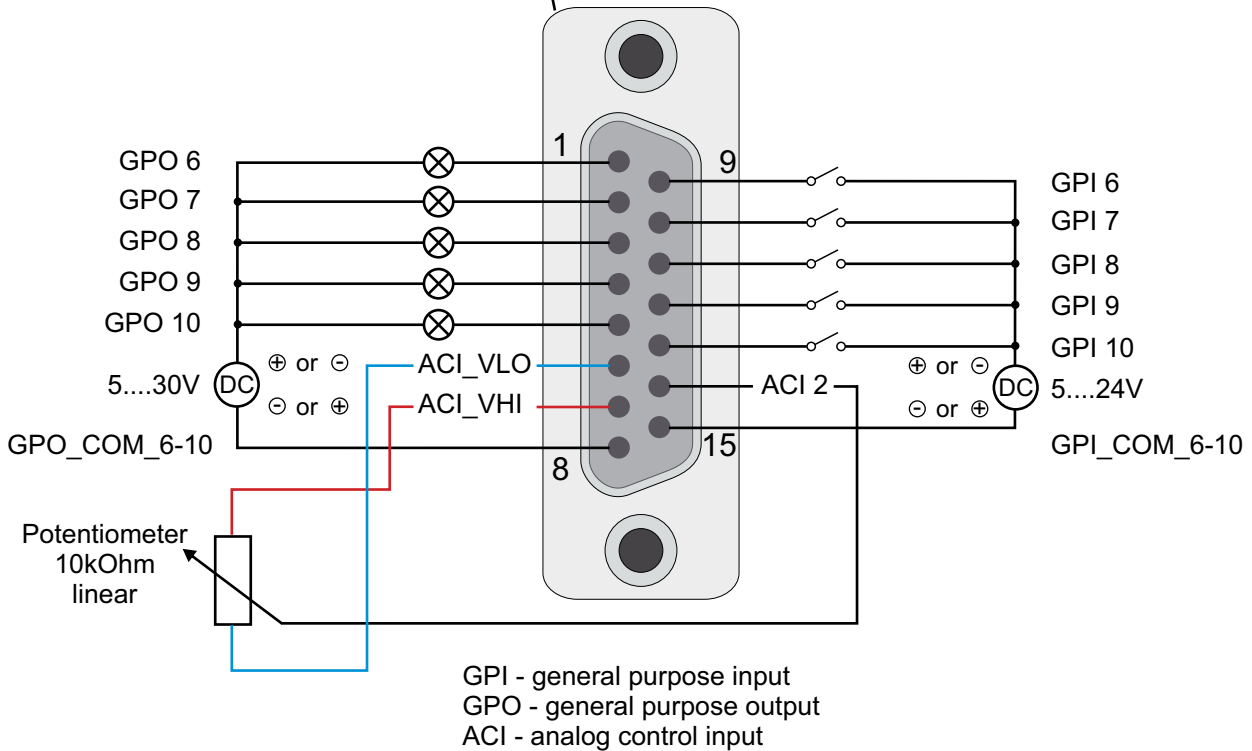 1
9
GPO 6
GPO 7
GPO 8
GPO 9
GPO 10
GPI 6
GPI 7
GPI 8
GPI 9
GPI 10
⊕ or ⊖
ACI_VLO
5....30V
DC
⊖ or ⊕
ACI_VHI
GPO_COM_6-10
8
ACI 2
⊕ or ⊖
DC
5....24V
⊖ or ⊕
15
GPI_COM_6-10
Potentiometer
10kOhm
linear
GPI - general purpose input
GPO - general purpose output
ACI - analog control input